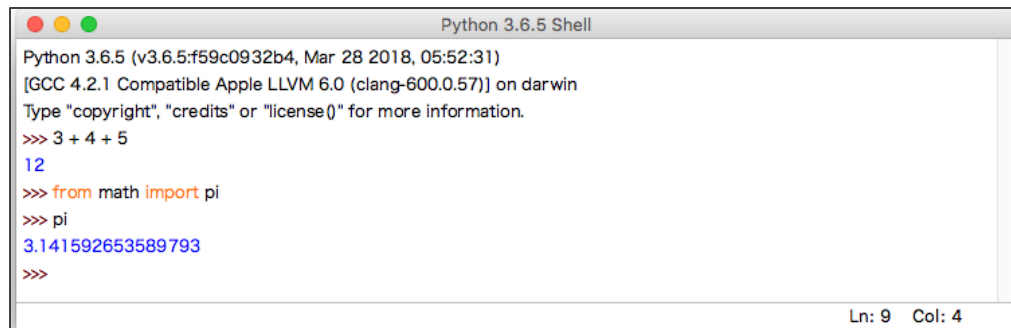 Python 3.6.5 Shell
Python 3.6.5 (v3.6.5:f59c0932b4, Mar 28 2018, 05:52:31)
[GCC 4.2.1 Compatible Apple LLVM 6.0 (clang-600.0.57)] on darwin
Type "copyright", "credits" or "license()" for more information.
>>> 3 + 4 + 5
12
>>> from math import pi
>>> pi
3.141592653589793
>>>
Ln: 9 Col: 4